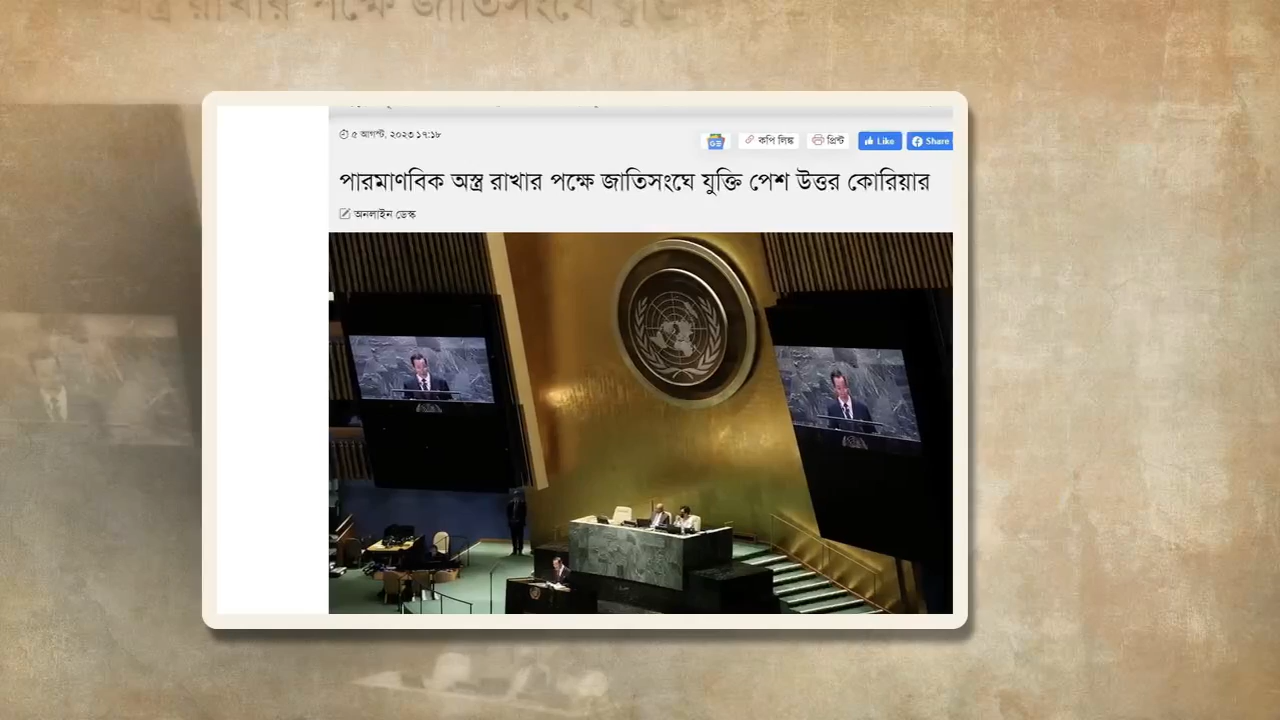 ৫ আগস্ট, ২০২৩ ১৭:১৮
কপি লিঙ্ক
প্রিন্ট
Like
Share
পারমাণবিক অস্ত্র রাখার পক্ষে জাতিসংঘে যুক্তি পেশ উত্তর কোরিয়ার
অনলাইন ডেস্ক